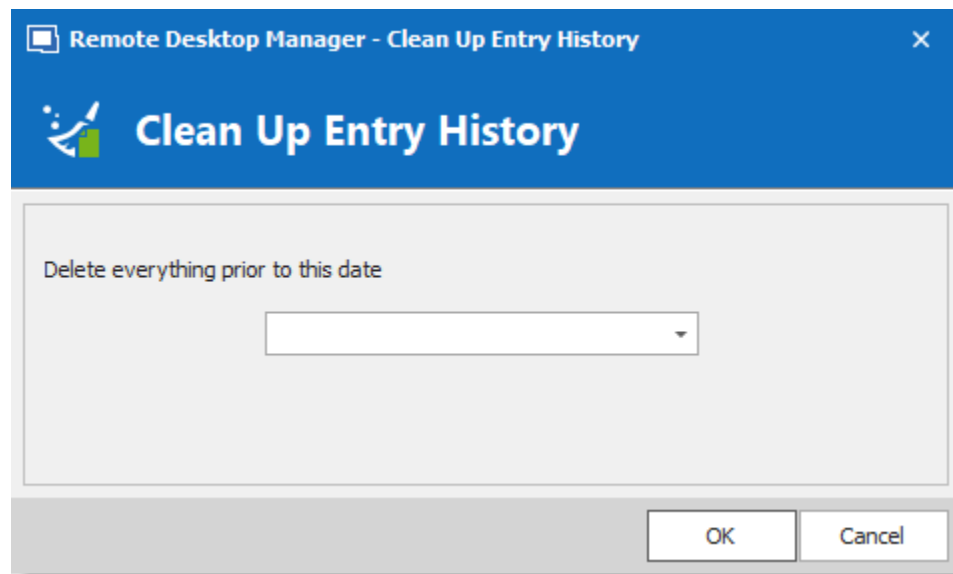 Remote Desktop Manager - Clean Up Entry History
Clean Up Entry History
Delete everything prior to this date
OK
Cancel